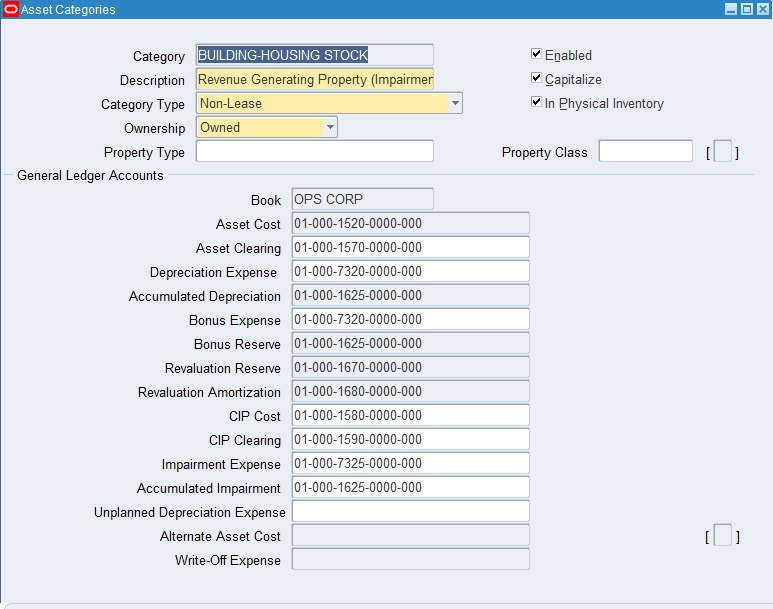 Asset Categories
Category BUILDING-HOUSING STOCK Enabled
Description Revenue Generating Property (Impairmer Capitalize
Category Type Non-Lease In Physical Inventory
Ownership Owned
Property Type Property Class [ ]
General Ledger Accounts
Book OPS CORP
Asset Cost 01-000-1520-0000-000
Asset Clearing 01-000-1570-0000-000
Depreciation Expense 01-000-7320-0000-000
Accumulated Depreciation 01-000-1625-0000-000
Bonus Expense 01-000-7320-0000-000
Bonus Reserve 01-000-1625-0000-000
Revaluation Reserve 01-000-1670-0000-000
Revaluation Amortization 01-000-1680-0000-000
CIP Cost 01-000-1580-0000-000
CIP Clearing 01-000-1590-0000-000
Impairment Expense 01-000-7325-0000-000
Accumulated Impairment 01-000-1625-0000-000
Unplanned Depreciation Expense
Alternate Asset Cost [ ]
Write-Off Expense